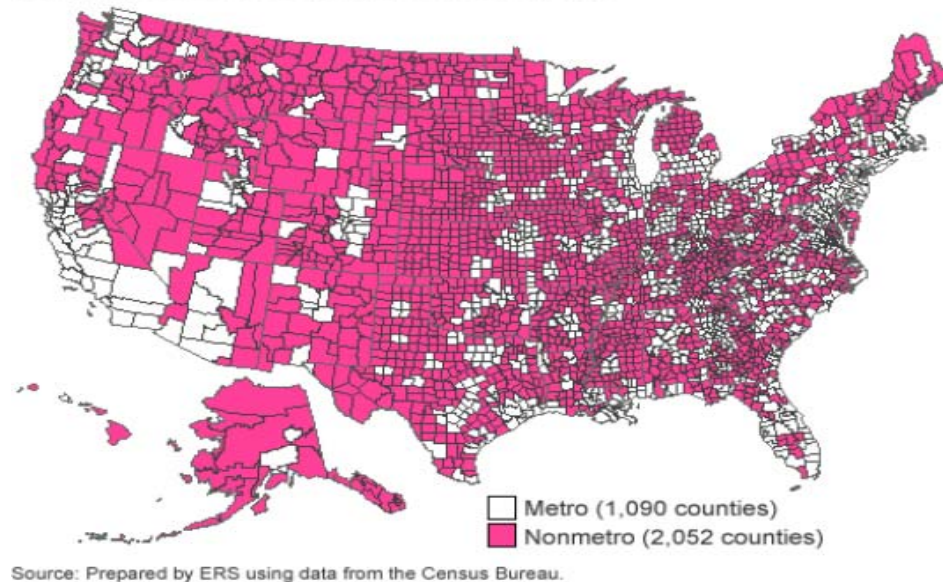 Metro (1,090 counties)
Nonmetro (2,052 counties)
Source: Prepared by ERS using data from the Census Bureau.